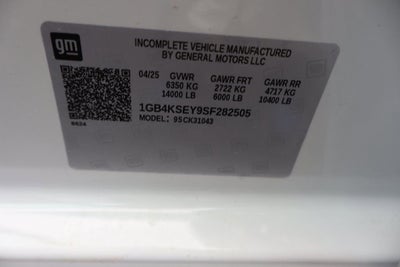 gm
INCOMPLETE VEHICLE MANUFACTURED
BY GENERAL MOTORS LLC
04/25 GVWR GAWR FRT GAWR RR
6350 KG 2722 KG 4717 KG
14000 LB 6000 LB 10400 LB
1GB4KSEY9SF282505
MODEL: 9SCK31043
8624